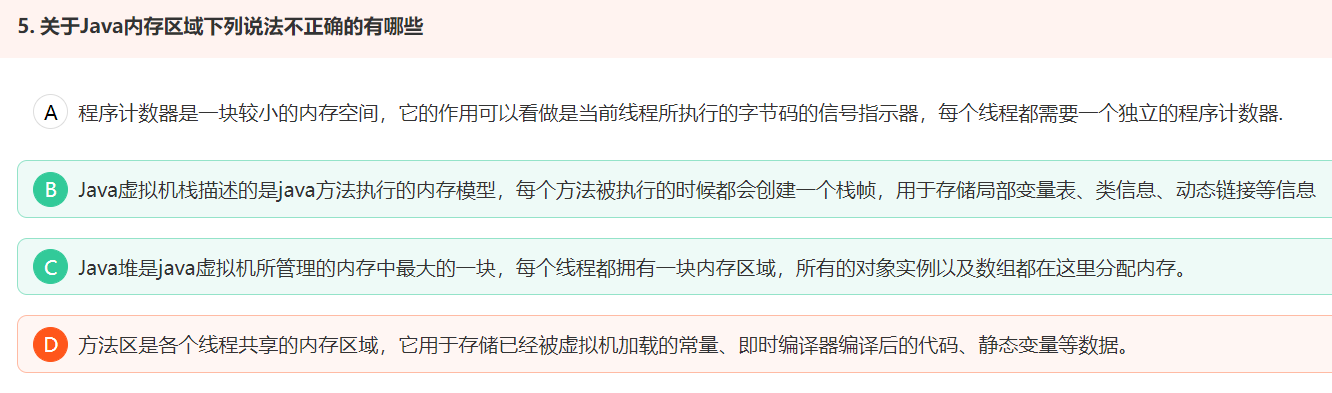 5. 关于Java内存区域下列说法不正确的有哪些
A 程序计数器是一块较小的内存空间，它的作用可以看做是当前线程所执行的字节码的信号指示器，每个线程都需要一个独立的程序计数器.
B Java虚拟机栈描述的是java方法执行的内存模型，每个方法被执行的时候都会创建一个栈帧，用于存储局部变量表、类信息、动态链接等信息
C Java堆是java虚拟机所管理的内存中最大的一块，每个线程都拥有一块内存区域，所有的对象实例以及数组都在这里分配内存。
D 方法区是各个线程共享的内存区域，它用于存储已经被虚拟机加载的常量、即时编译器编译后的代码、静态变量等数据。